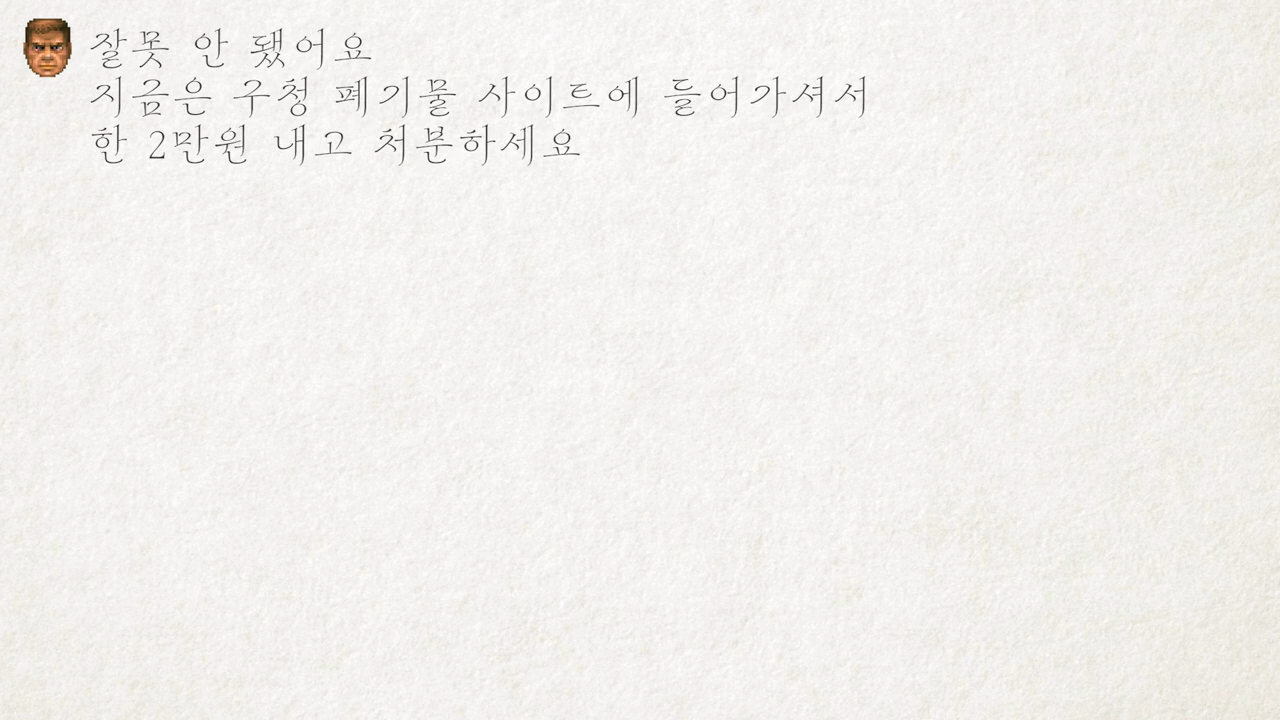 잘못 안 됐어요
지금은 구청 폐기물 사이트에 들어가셔서
한 2만원 내고 처분하세요